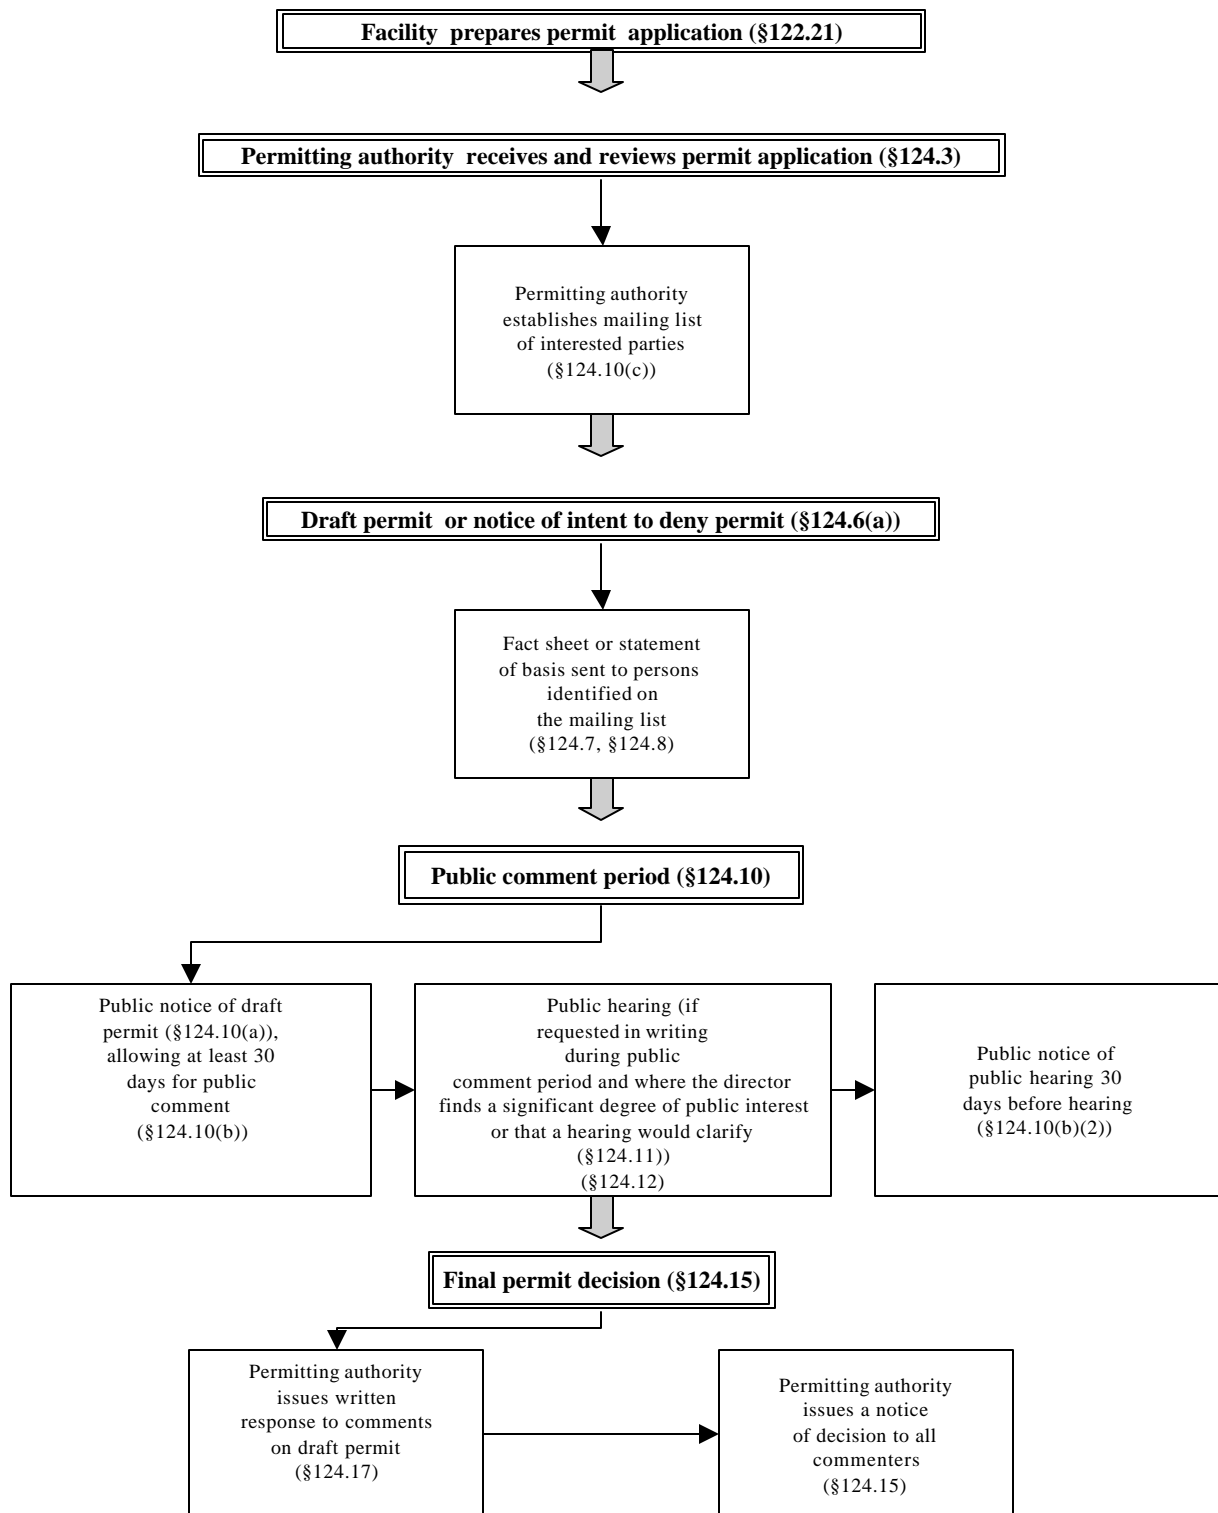 Facility prepares permit application (§122.21)
Permitting authority receives and reviews permit application (§124.3)
Permitting authority
establishes mailing list
of interested parties
(§124.10(c))
Draft permit or notice of intent to deny permit (§124.6(a))
Fact sheet or statement
of basis sent to persons
identified on
the mailing list
(§124.7, §124.8)
Public comment period (§124.10)
Public notice of draft
permit (§124.10(a)),
allowing at least 30
days for public
comment
(§124.10(b))
Public hearing (if
requested in writing
during public
comment period and where the director
finds a significant degree of public interest
or that a hearing would clarify
(§124.11))
(§124.12)
Public notice of
public hearing 30
days before hearing
(§124.10(b)(2))
Final permit decision (§124.15)
Permitting authority
issues written
response to comments
on draft permit
(§124.17)
Permitting authority
issues a notice
of decision to all
commenters
(§124.15)